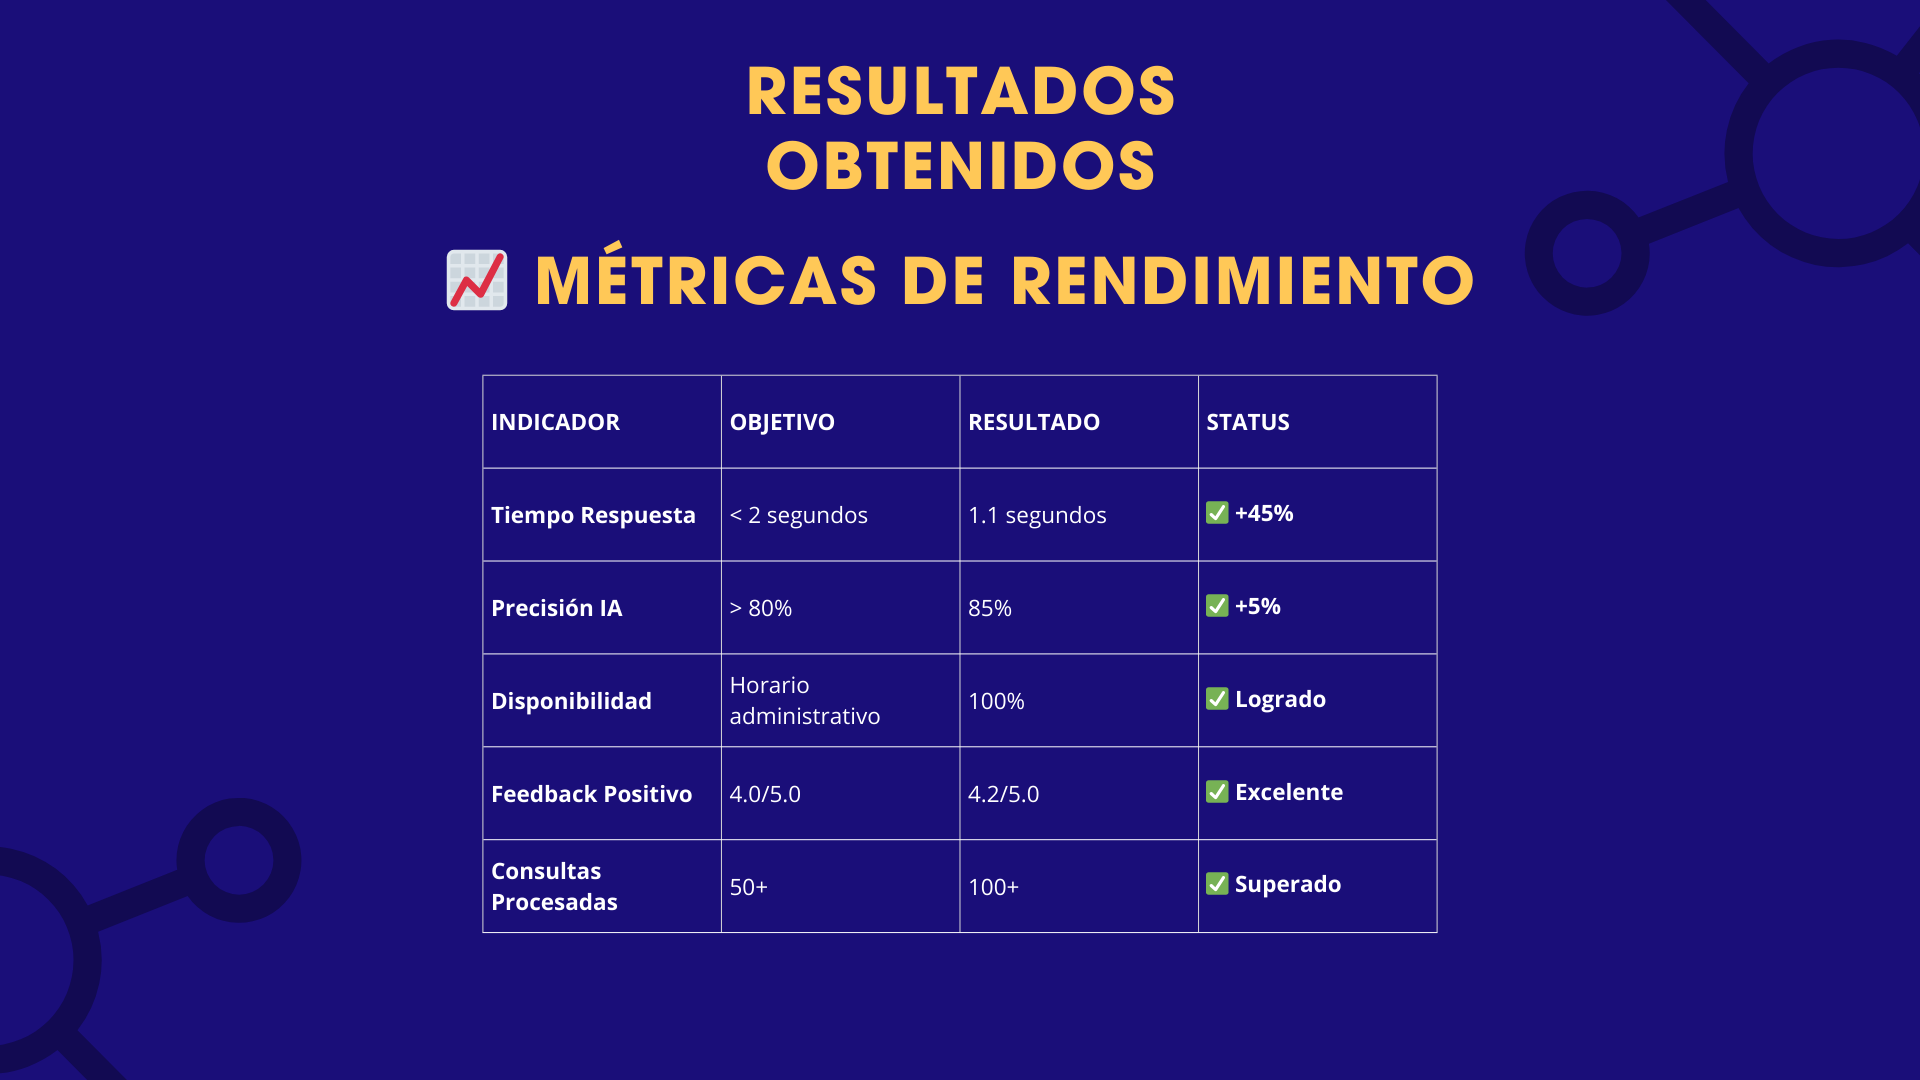 RESULTADOS
OBTENIDOS
📈 MÉTRICAS DE RENDIMIENTO
INDICADOR OBJETIVO RESULTADO STATUS
Tiempo Respuesta < 2 segundos 1.1 segundos ✅ +45%
Precisión IA > 80% 85% ✅ +5%
Disponibilidad Horario
administrativo 100% ✅ Logrado
Feedback Positivo 4.0/5.0 4.2/5.0 ✅ Excelente
Consultas
Procesadas 50+ 100+ ✅ Superado